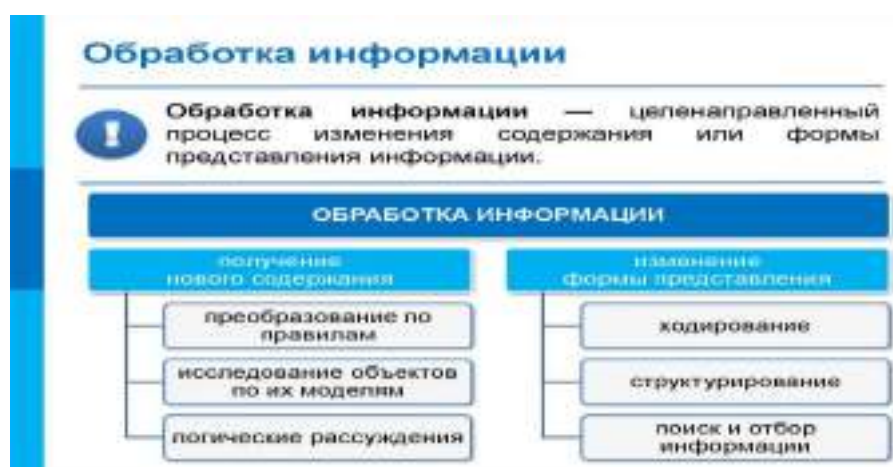 Обработка информации
!
Обработка информации — целенаправленный
процесс изменения содержания или формы
представления информации.
ОБРАБОТКА ИНФОРМАЦИИ
получение
нового содержания
преобразование по
правилам
исследование объектов
по их моделям
логические рассуждения
изменение
формы представления
кодирование
структурирование
поиск и отбор
информации